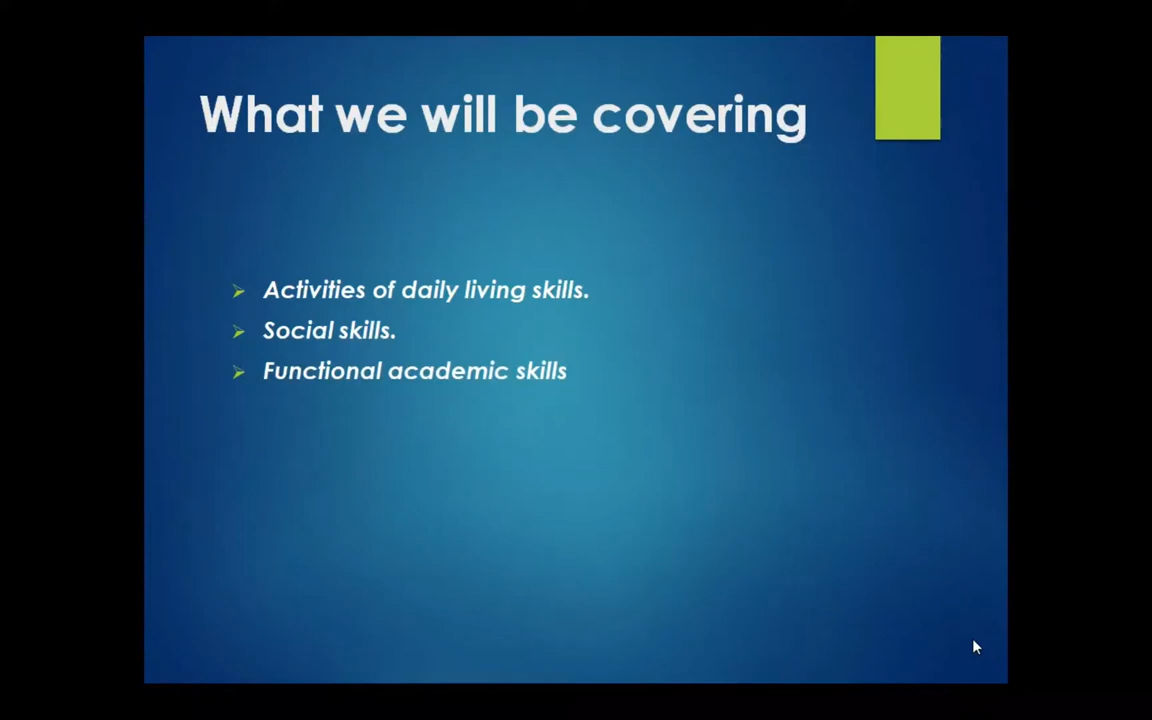 What we will be covering
Activities of daily living skills.
Social skills.
Functional academic skills